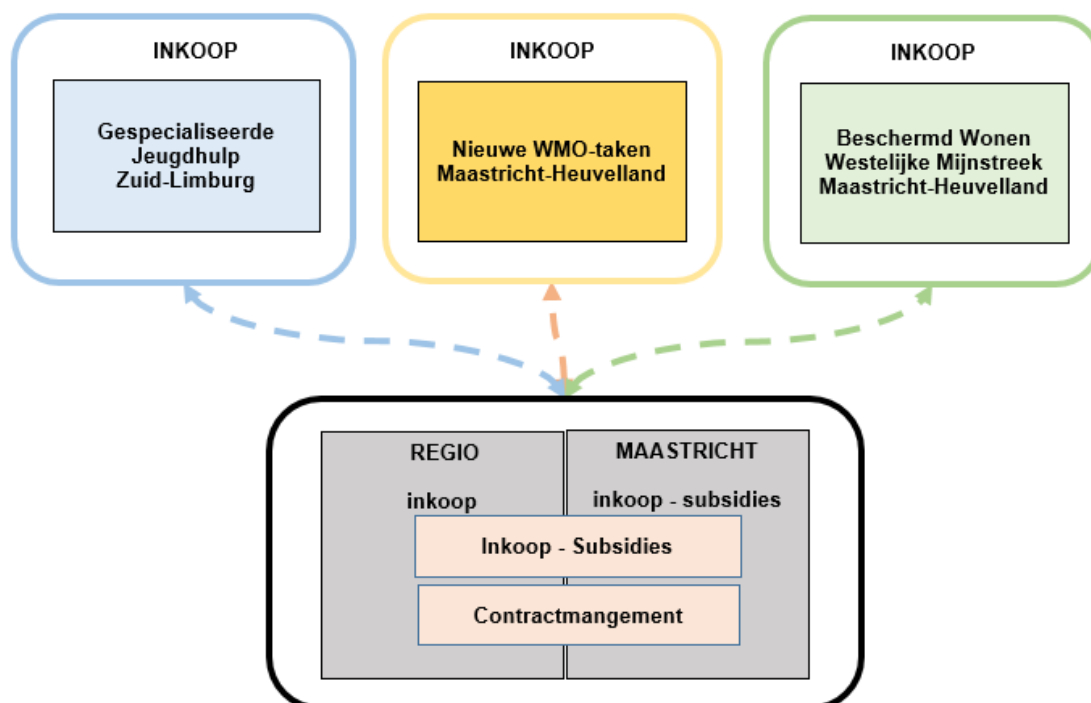 INKOOP
Gespecialiseerde
Jeugdhulp
Zuid-Limburg
INKOOP
Nieuwe WMO-taken
Maastricht-Heuvelland
INKOOP
Beschermd Wonen
Westelijke Mijnstreek
Maastricht-Heuvelland
REGIO
inkoop
MAASTRICHT
inkoop - subsidies
Inkoop - Subsidies
Contractmangement